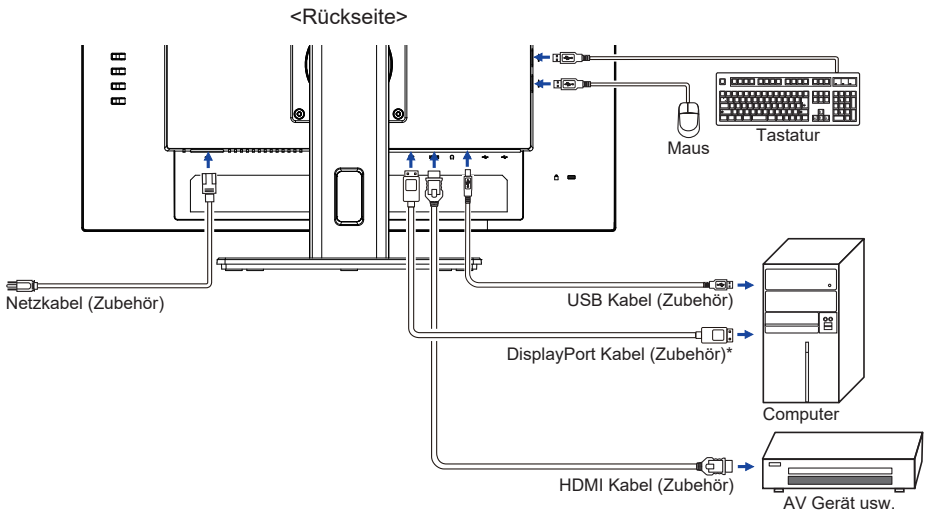 <Rückseite>
Tastatur
Maus
Netzkabel (Zubehör)
USB Kabel (Zubehör)
DisplayPort Kabel (Zubehör)*
Computer
HDMI Kabel (Zubehör)
AV Gerät usw.